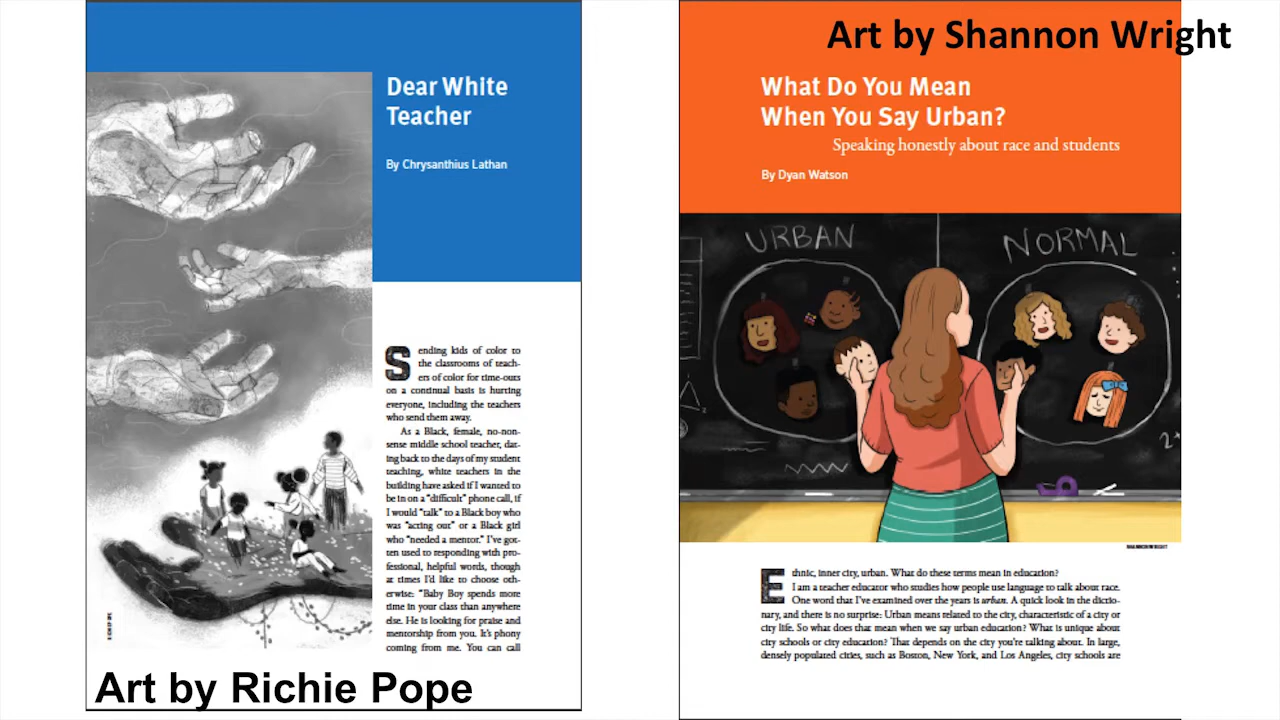 Dear White
Teacher
By Chrysanthius Lathan
Sending kids of color to
the classrooms of teach-
ers of color for time-outs
on a continual basis is hurting
everyone, including the teachers
who send them away.
As a Black, female, no-non-
sense middle school teacher, dat-
ing back to the days of my student
teaching, white teachers in the
building have asked if I wanted to
be in on a “difficult” phone call, if
I would “talk” to a Black boy who
was “acting out” or a Black girl
who “needed a mentor.” I’ve got-
ten used to responding with pro-
fessional, helpful words, though
at times I’d like to choose oth-
erwise: “Baby Boy spends more
time in your class than anywhere
else. He is looking for praise and
mentorship from you. It’s phony
coming from me. You can call
RICHIE POPE
Art by Richie Pope
Art by Shannon Wright
What Do You Mean
When You Say Urban?
Speaking honestly about race and students
By Dyan Watson
URBAN
NORMAL
2+
SHANNON WRIGHT
Ethnic, inner city, urban. What do these terms mean in education?
I am a teacher educator who studies how people use language to talk about race.
One word that I’ve examined over the years is urban. A quick look in the dictio-
nary, and there is no surprise: Urban means related to the city, characteristic of a city or
city life. So what does that mean when we say urban education? What is unique about
city schools or city education? That depends on the city you’re talking about. In large,
densely populated cities, such as Boston, New York, and Los Angeles, city schools are